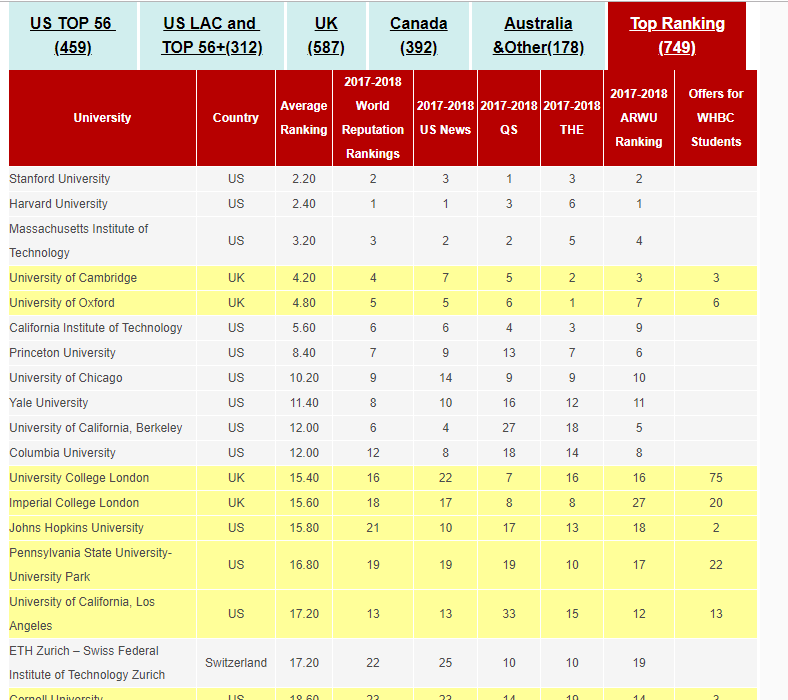 US TOP 56 (459)
US LAC and TOP 56+(312)
UK (587)
Canada (392)
Australia &Other(178)
Top Ranking (749)
University Country Average Ranking 2017-2018 World Reputation Rankings 2017-2018 US News 2017-2018 QS 2017-2018 THE 2017-2018 ARWU Ranking Offers for WHBC Students
Stanford University US 2.20 2 3 1 3 2
Harvard University US 2.40 1 1 3 6 1
Massachusetts Institute of Technology US 3.20 3 2 2 5 4
University of Cambridge UK 4.20 4 7 5 2 3 3
University of Oxford UK 4.80 5 5 6 1 7 6
California Institute of Technology US 5.60 6 6 4 3 9
Princeton University US 8.40 7 9 13 7 6
University of Chicago US 10.20 9 14 9 9 10
Yale University US 11.40 8 10 16 12 11
University of California, Berkeley US 12.00 6 4 27 18 5
Columbia University US 12.00 12 8 18 14 8
University College London UK 15.40 16 22 7 16 16 75
Imperial College London UK 15.60 18 17 8 8 27 20
Johns Hopkins University US 15.80 21 10 17 13 18 2
Pennsylvania State University-University Park US 16.80 19 19 19 10 17 22
University of California, Los Angeles US 17.20 13 13 33 15 12 13
ETH Zurich – Swiss Federal Institute of Technology Zurich Switzerland 17.20 22 25 10 10 19
Cornell University US 18.60 23 23 14 19 14 3